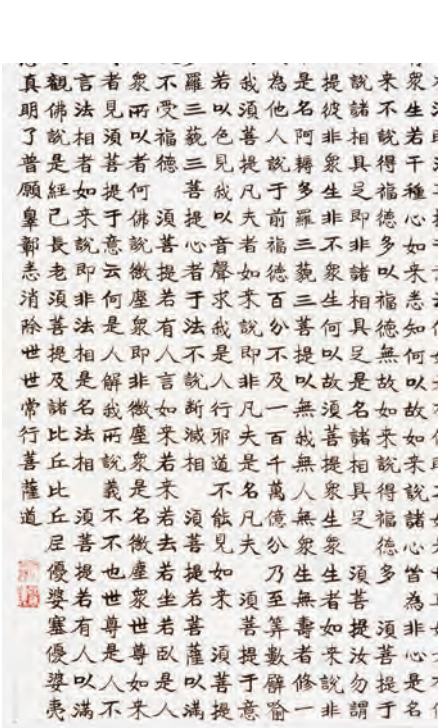 衆生若干種心如來悉知何以故如來說諸心皆為非心是名
來說不得福德多以福德無故如來說得福德多 須菩提于
說諸相具足即非諸相具足是名諸相具足 須菩提汝勿謂
提彼非衆生非不衆生何以故須菩提衆生衆生者如來說非
是名阿耨多羅三藐三菩提以無我無人無衆生無壽者修一
為他人說于前福德百分不及一百千萬億分乃至算數譬喻
我須菩提凡夫者如來說即非凡夫是名凡夫 須菩提于意
若以色見我以音聲求我是人行邪道不能見如來 須菩提
羅三藐三菩提心者于法不說斷滅相 須菩提若菩薩以滿
不受福德 須菩提若有人言如來若來若去若坐若臥是人
衆所以者何佛說微塵衆即非微塵衆是名微塵衆世尊如來
者見須菩提于意云何是人解我所說義不不也世尊是人不
言法相者如來說即非法相是名法相 須菩提若有人以滿
觀佛說是經已長老須菩提及諸比丘比丘尼優婆塞優婆夷
真明了普願辠鄣悉消除世世常行菩薩道